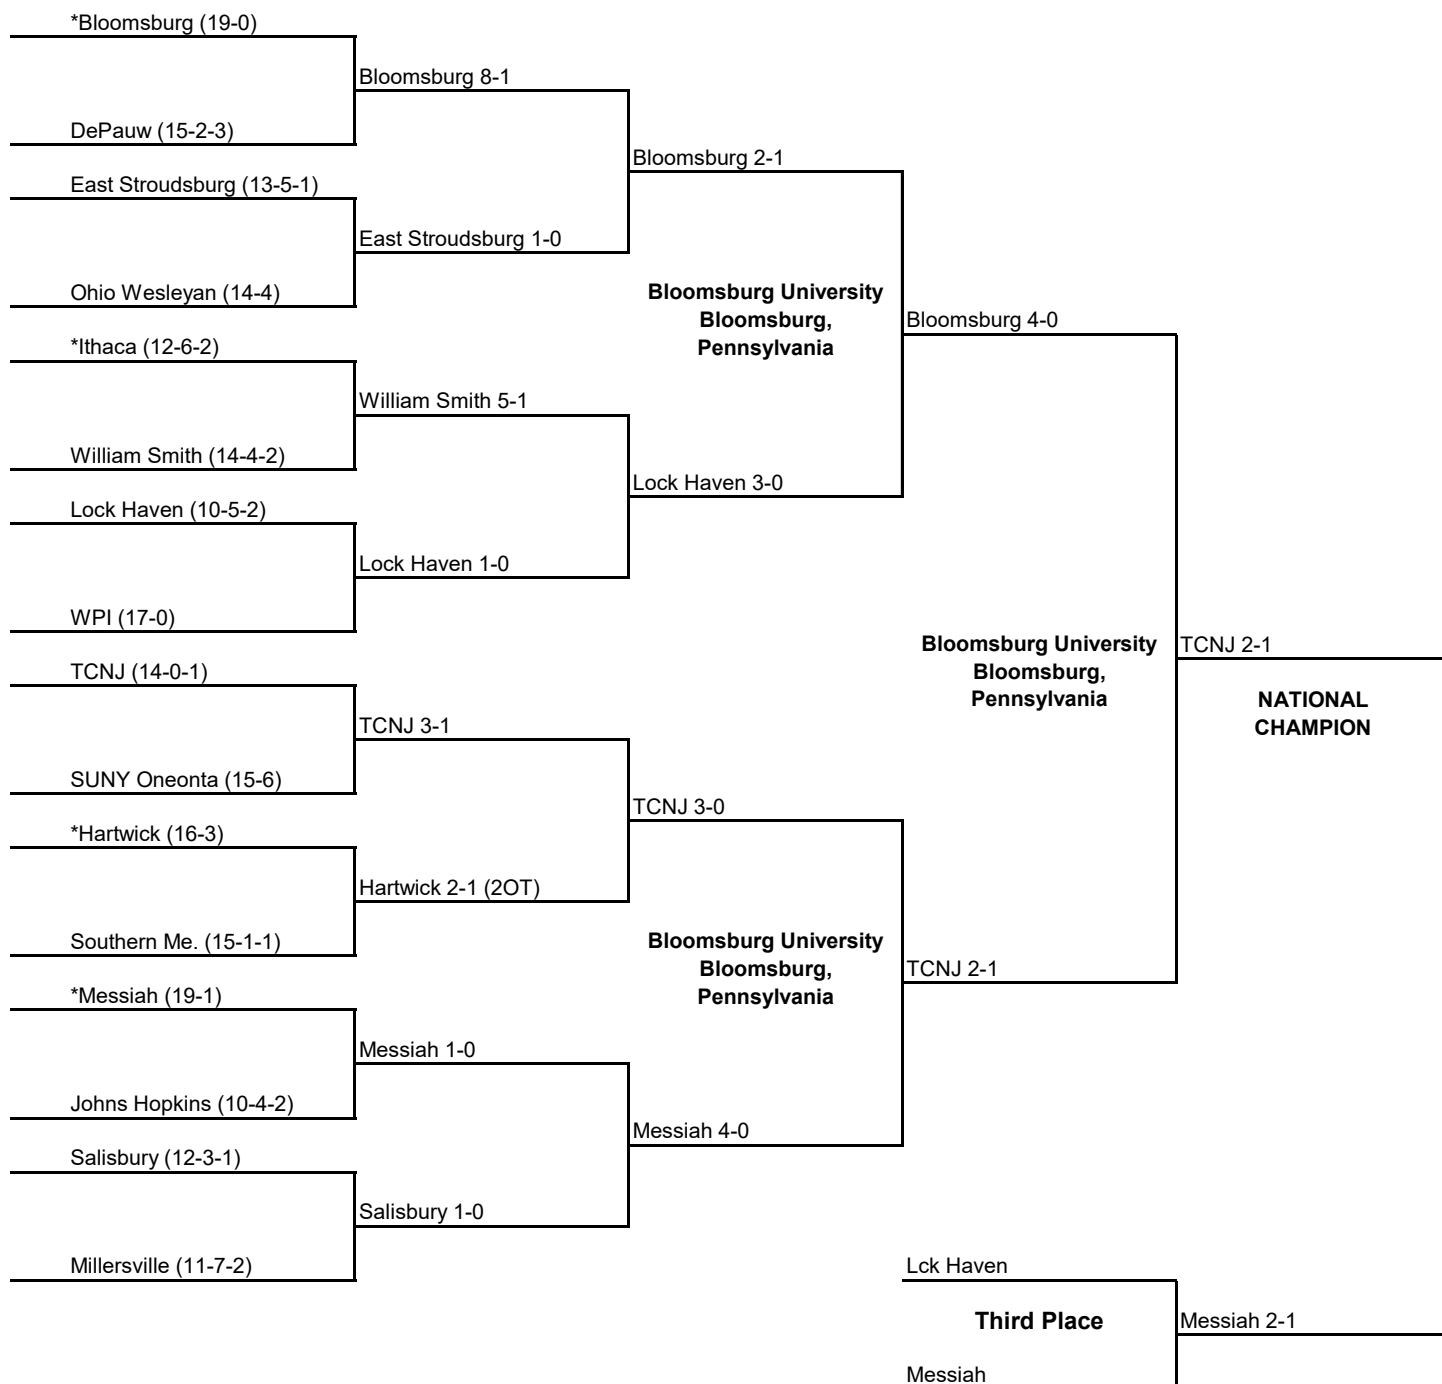 *Bloomsburg (19-0)
Bloomsburg 8-1
DePauw (15-2-3)
Bloomsburg 2-1
East Stroudsburg (13-5-1)
East Stroudsburg 1-0
Ohio Wesleyan (14-4)
Bloomsburg University
Bloomsburg,
Pennsylvania
Bloomsburg 4-0
*Ithaca (12-6-2)
William Smith 5-1
William Smith (14-4-2)
Lock Haven 3-0
Lock Haven (10-5-2)
Lock Haven 1-0
WPI (17-0)
Bloomsburg University
Bloomsburg,
Pennsylvania
TCNJ 2-1
NATIONAL
CHAMPION
TCNJ (14-0-1)
TCNJ 3-1
SUNY Oneonta (15-6)
TCNJ 3-0
*Hartwick (16-3)
Hartwick 2-1 (2OT)
Southern Me. (15-1-1)
Bloomsburg University
Bloomsburg,
Pennsylvania
TCNJ 2-1
*Messiah (19-1)
Messiah 1-0
Johns Hopkins (10-4-2)
Messiah 4-0
Salisbury (12-3-1)
Salisbury 1-0
Millersville (11-7-2)
Lck Haven
Third Place
Messiah 2-1
Messiah